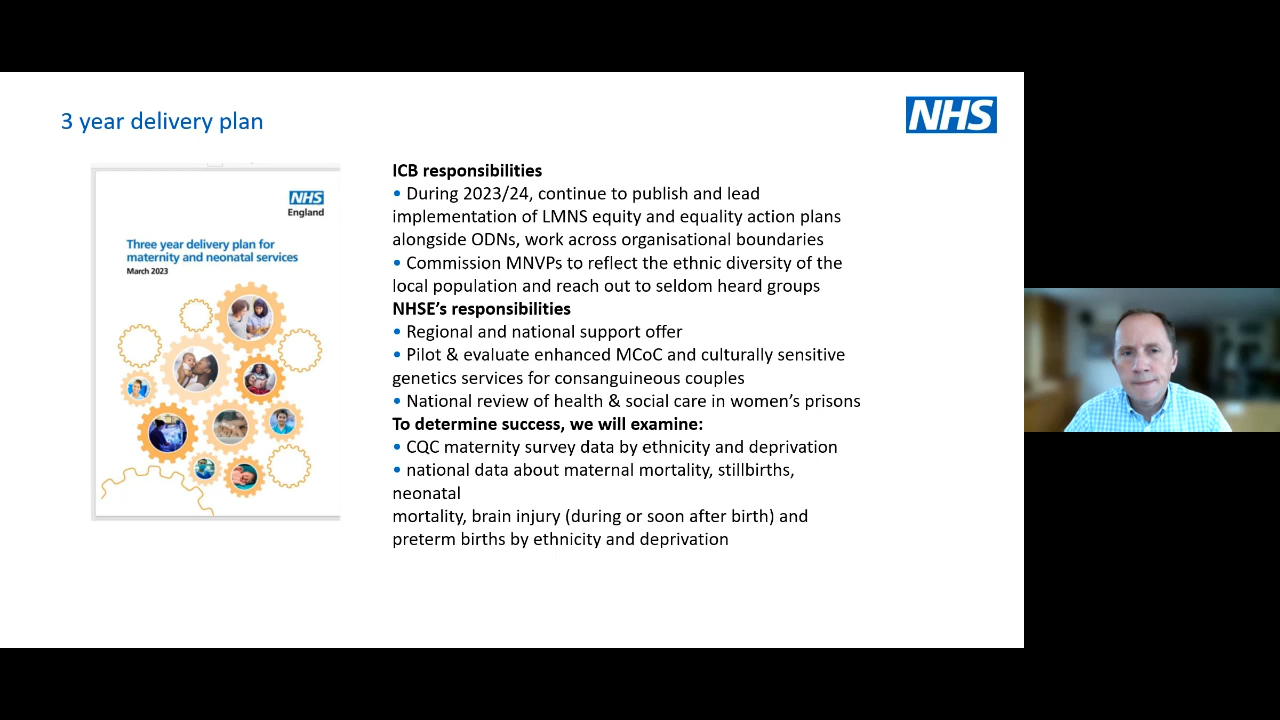 3 year delivery plan
NHS
NHS
England
Three year delivery plan for
maternity and neonatal services
March 2023
ICB responsibilities
• During 2023/24, continue to publish and lead
implementation of LMNS equity and equality action plans
alongside ODNs, work across organisational boundaries
• Commission MNVPs to reflect the ethnic diversity of the
local population and reach out to seldom heard groups
NHSE’s responsibilities
• Regional and national support offer
• Pilot & evaluate enhanced MCoC and culturally sensitive
genetics services for consanguineous couples
• National review of health & social care in women’s prisons
To determine success, we will examine:
• CQC maternity survey data by ethnicity and deprivation
• national data about maternal mortality, stillbirths,
neonatal
mortality, brain injury (during or soon after birth) and
preterm births by ethnicity and deprivation